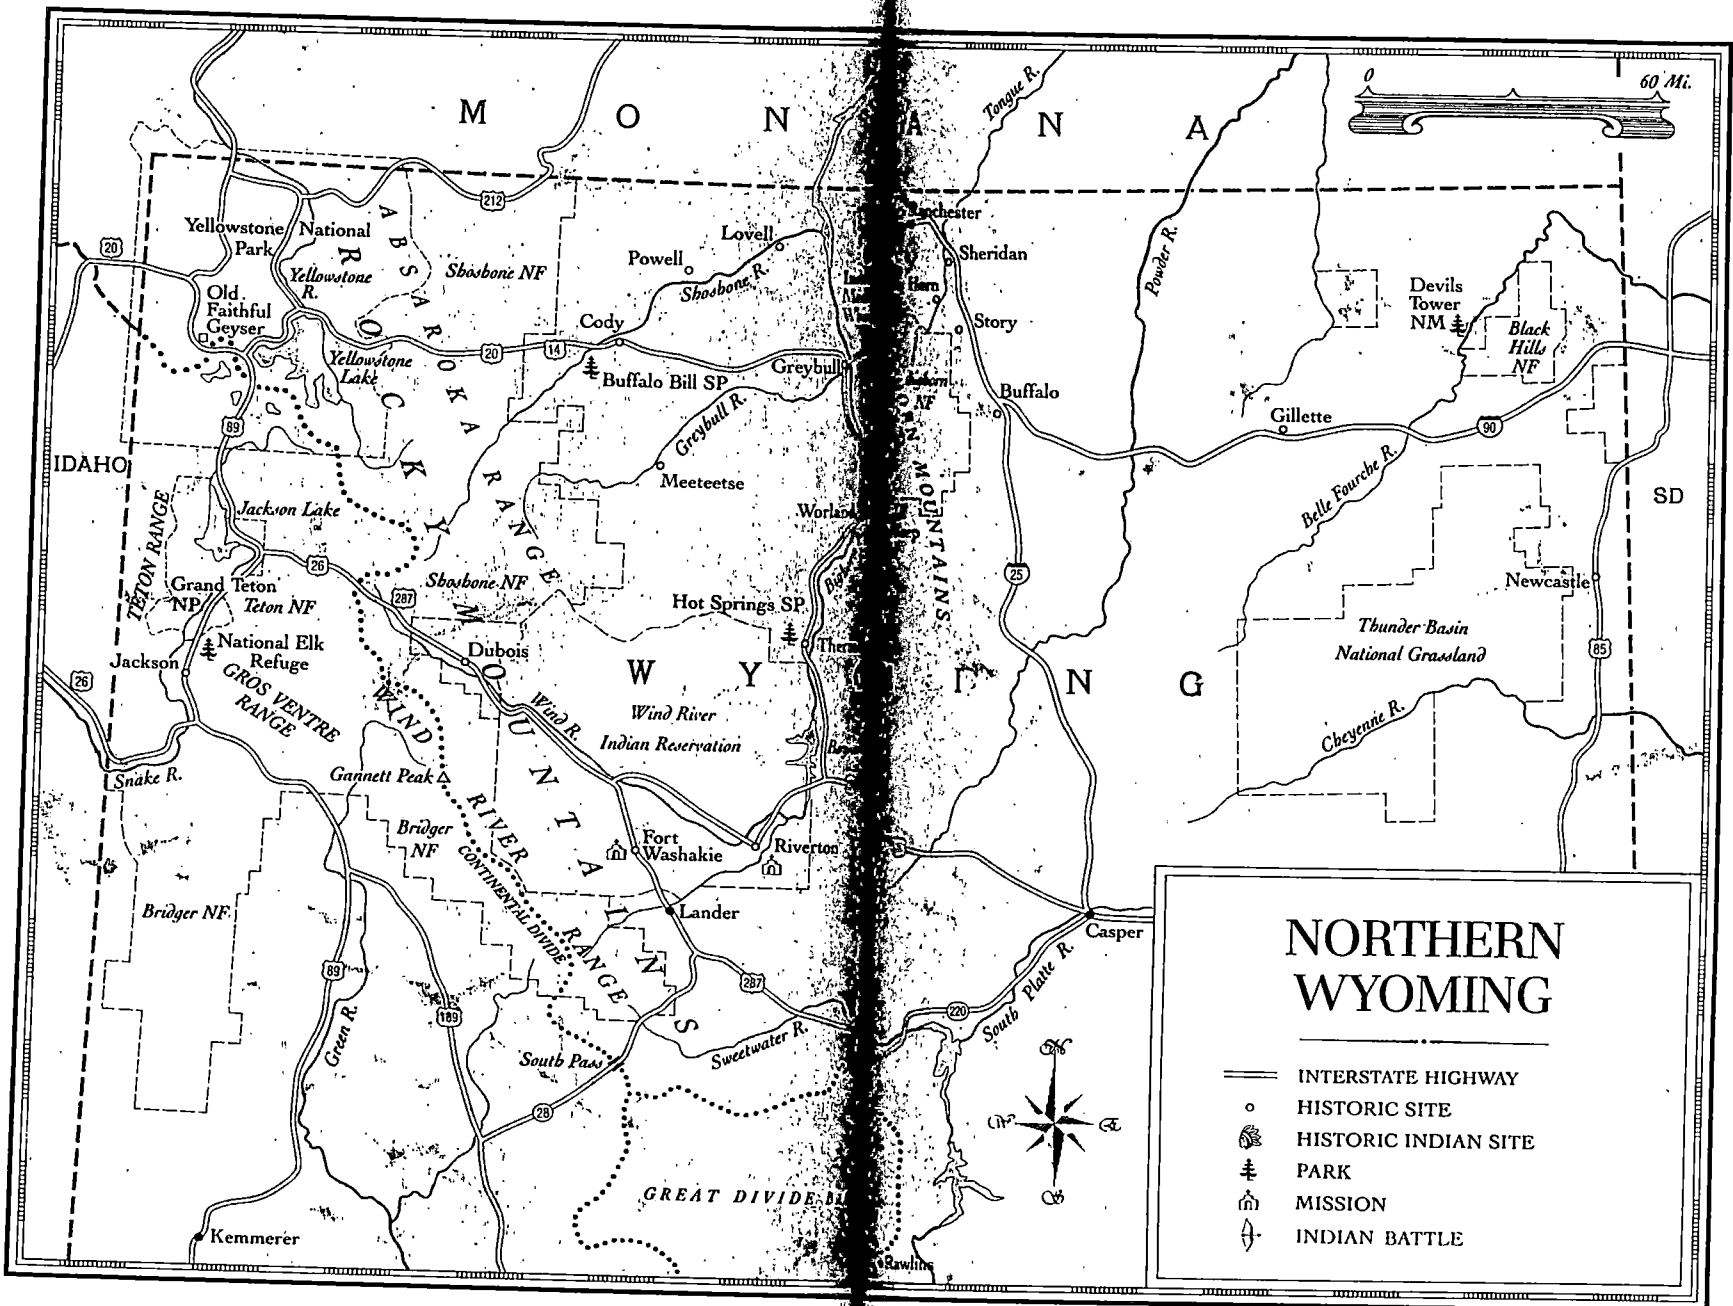 0 60 Mi.
M O N A N A
Tongue R.
Powder R.
212
20
Yellowstone National
Park
Yellowstone
R.
Old
Faithful
Geyser
Yellowstone
Lake
ABSAROKA RANGE
ROCKY MOUNTAINS
Shoshone NF
Lovell
Powell
Shoshone R.
Cody
20
14
Buffalo Bill SP
Greybull
Greybull R.
Meeteetse
Sheridan
Story
NF
Buffalo
MOUNTAINS
Devils
Tower
NM
Black
Hills
NF
Gillette
90
Belle Fourche R.
89
IDAHO
SD
Jackson Lake
TETON RANGE
26
Grand Teton
NP
Teton NF
287
Shoshone NF
Hot Springs SP
25
Newcastle
Thunder Basin
National Grassland
85
National Elk
Refuge
Jackson
26
GROS VENTRE
RANGE
Dubois
W Y N G
Wind R.
Wind River
Indian Reservation
Cheyenne R.
Snake R.
Gannett Peak
WIND RIVER RANGE
Bridger
NF
CONTINENTAL DIVIDE
Fort
Washakie
Riverton
Bridger NF
Lander
Casper
89
189
287
220
Green R.
South Platte R.
South Pass
Sweetwater R.
28
GREAT DIVIDE
Kemmerer
Rawlins
NORTHERN
WYOMING
INTERSTATE HIGHWAY
HISTORIC SITE
HISTORIC INDIAN SITE
PARK
MISSION
INDIAN BATTLE